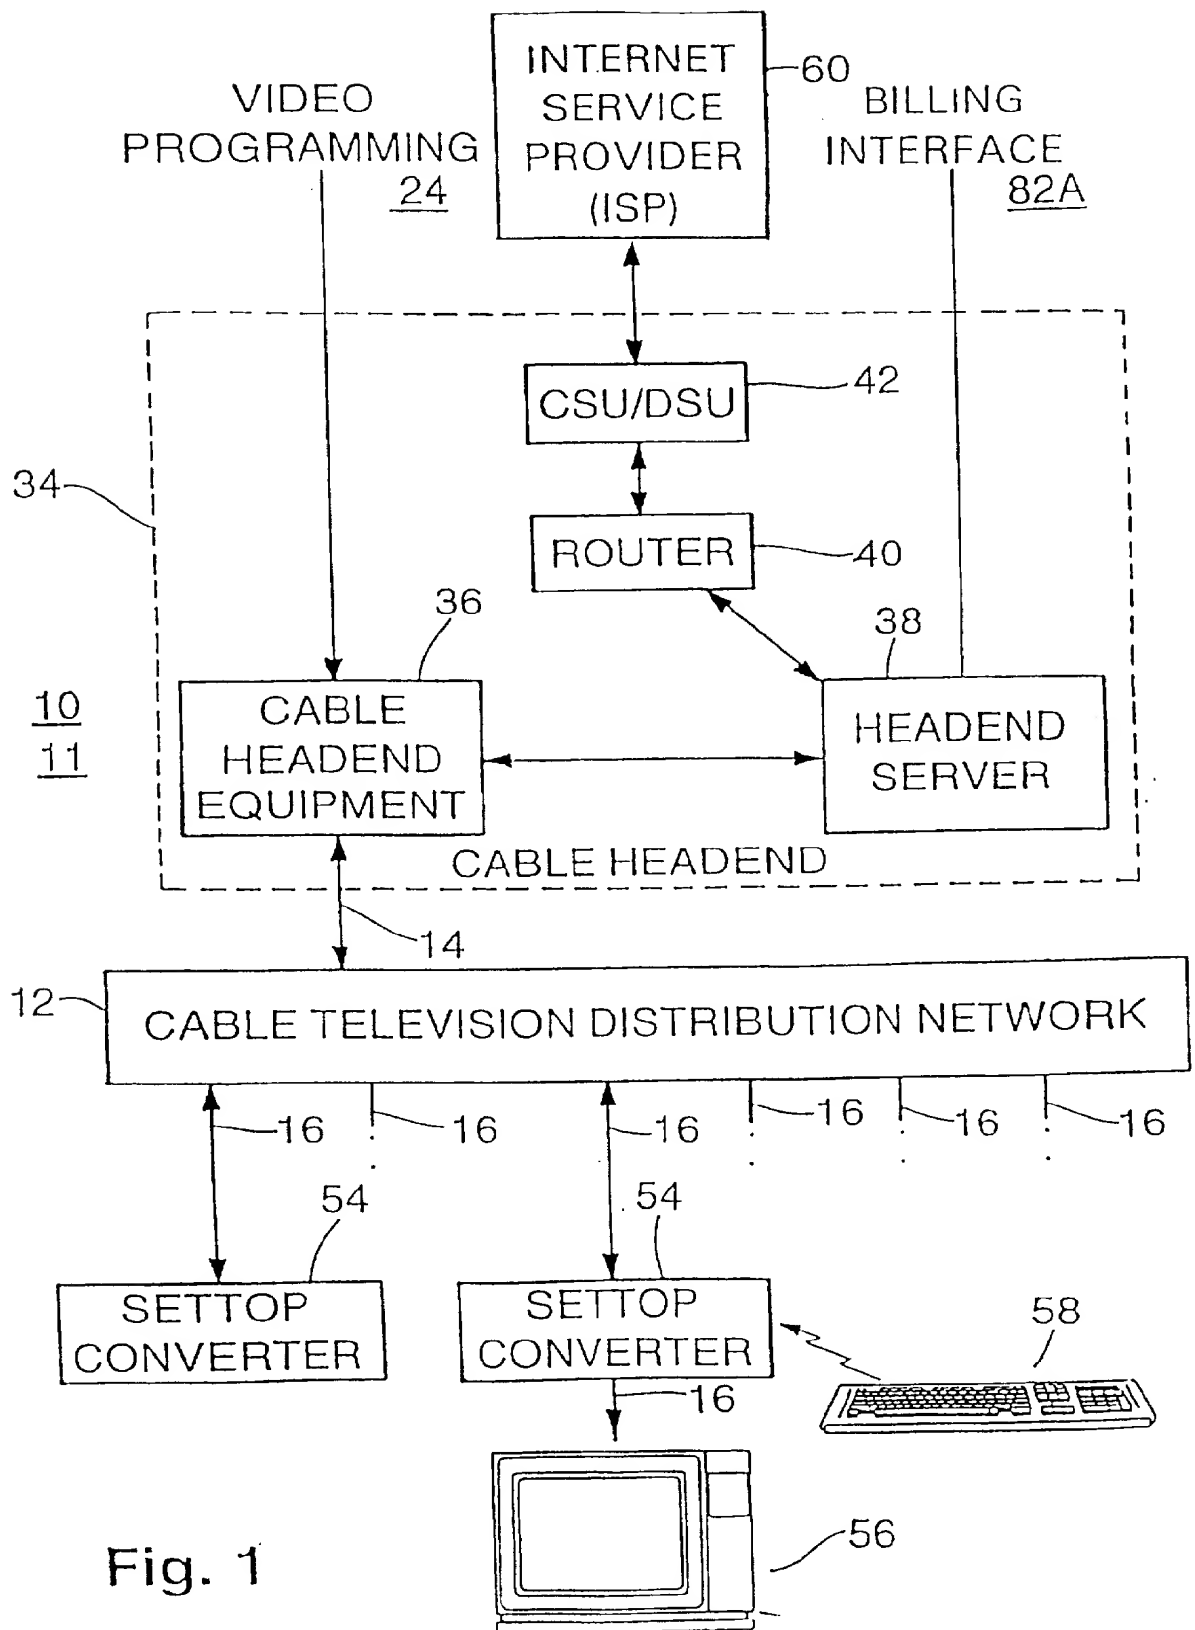 INTERNET
SERVICE
PROVIDER
(ISP)
60
VIDEO
PROGRAMMING
24
BILLING
INTERFACE
82A
CSU/DSU
42
34
ROUTER
40
36
38
10
11
CABLE
HEADEND
EQUIPMENT
HEADEND
SERVER
CABLE HEADEND
14
12
CABLE TELEVISION DISTRIBUTION NETWORK
16
16
16
16
16
16
54
54
SETTOP
CONVERTER
SETTOP
CONVERTER
58
16
56
Fig. 1